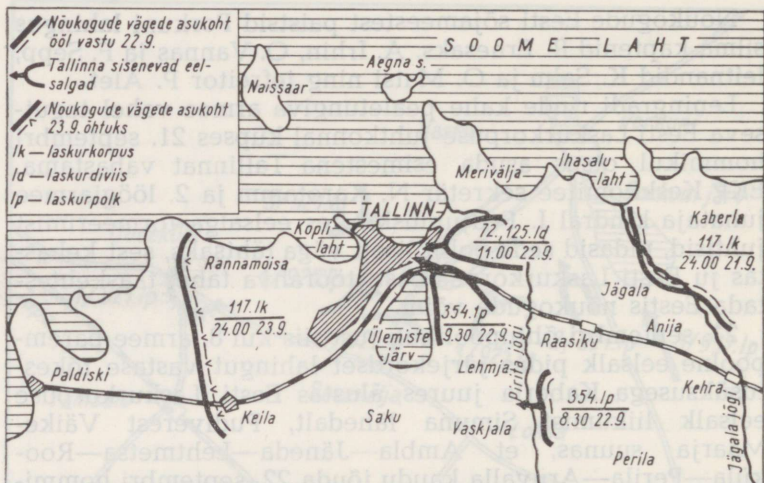 Nõukogude vägede asukoht
ööl vastu 22.9.
Tallinna sisenenud eel-
salgad
Nõukogude vägede asukoht
23.9. õhtuks
lk — laskurkorpus
ld — laskurdiviis
lp — laskurpolk
SOOME LAHT
Naissaar
Aegna s.
Merivälja
Ihasalu
laht
Kaberla
117.lk
24.00 21.9.
TALLINN
Kopli
laht
72,125.ld
11.00 22.9.
Rannamõisa
117.lk
24.00 23.9.
Jägala
354.lp
9.30 22.9.
Ülemiste
järv
Pirita jõgi
Raasiku
Anija
Lehmja
Paldiski
Keila
Saku
Vaskjala
354.lp
8.30 22.9.
Kehra
Perila
Jägala jõgi